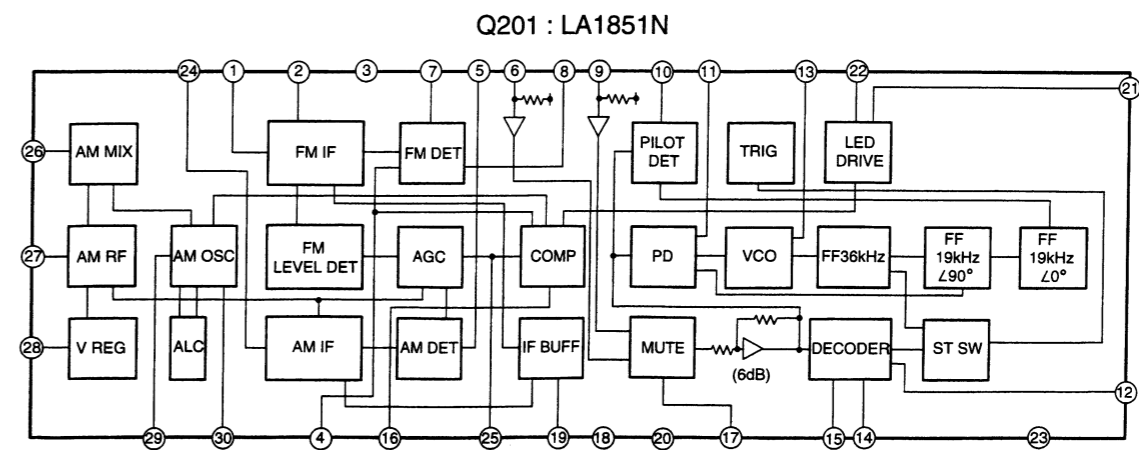 Q201 : LA1851N
24 1 2 3 7 5 6 8 9 10 11 13 22
21
26
AM MIX
FM IF
FM DET
PILOT
DET
TRIG
LED
DRIVE
27
AM RF
AM OSC
FM
LEVEL DET
AGC
COMP
PD
VCO
FF36kHz
FF
19kHz
∠90°
FF
19kHz
∠0°
28
V REG
ALC
AM IF
AM DET
IF BUFF
MUTE
(6dB)
DECODER
ST SW
12
29 30 4 16 25 19 18 20 17 15 14 23